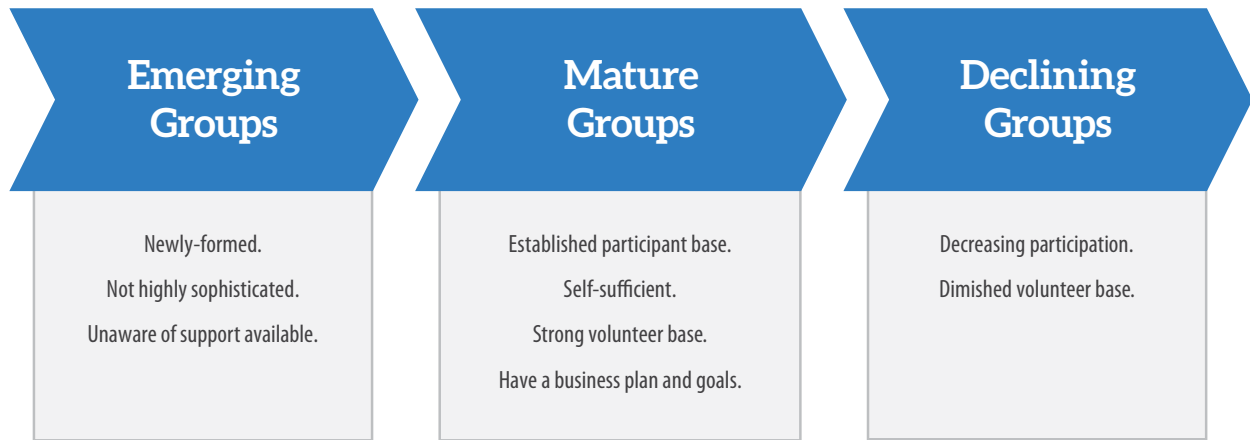 Emerging
Groups
Newly-formed.
Not highly sophisticated.
Unaware of support available.
Mature
Groups
Established participant base.
Self-sufficient.
Strong volunteer base.
Have a business plan and goals.
Declining
Groups
Decreasing participation.
Dimished volunteer base.